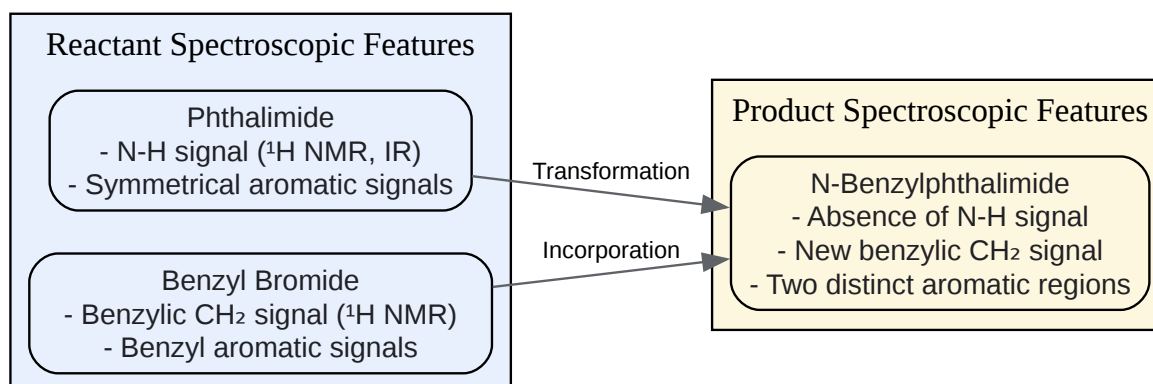 Reactant Spectroscopic Features
Phthalimide
- N-H signal (¹H NMR, IR)
- Symmetrical aromatic signals
Benzyl Bromide
- Benzylic CH₂ signal (¹H NMR)
- Benzyl aromatic signals
Transformation
Incorporation
Product Spectroscopic Features
N-Benzylphthalimide
- Absence of N-H signal
- New benzylic CH₂ signal
- Two distinct aromatic regions